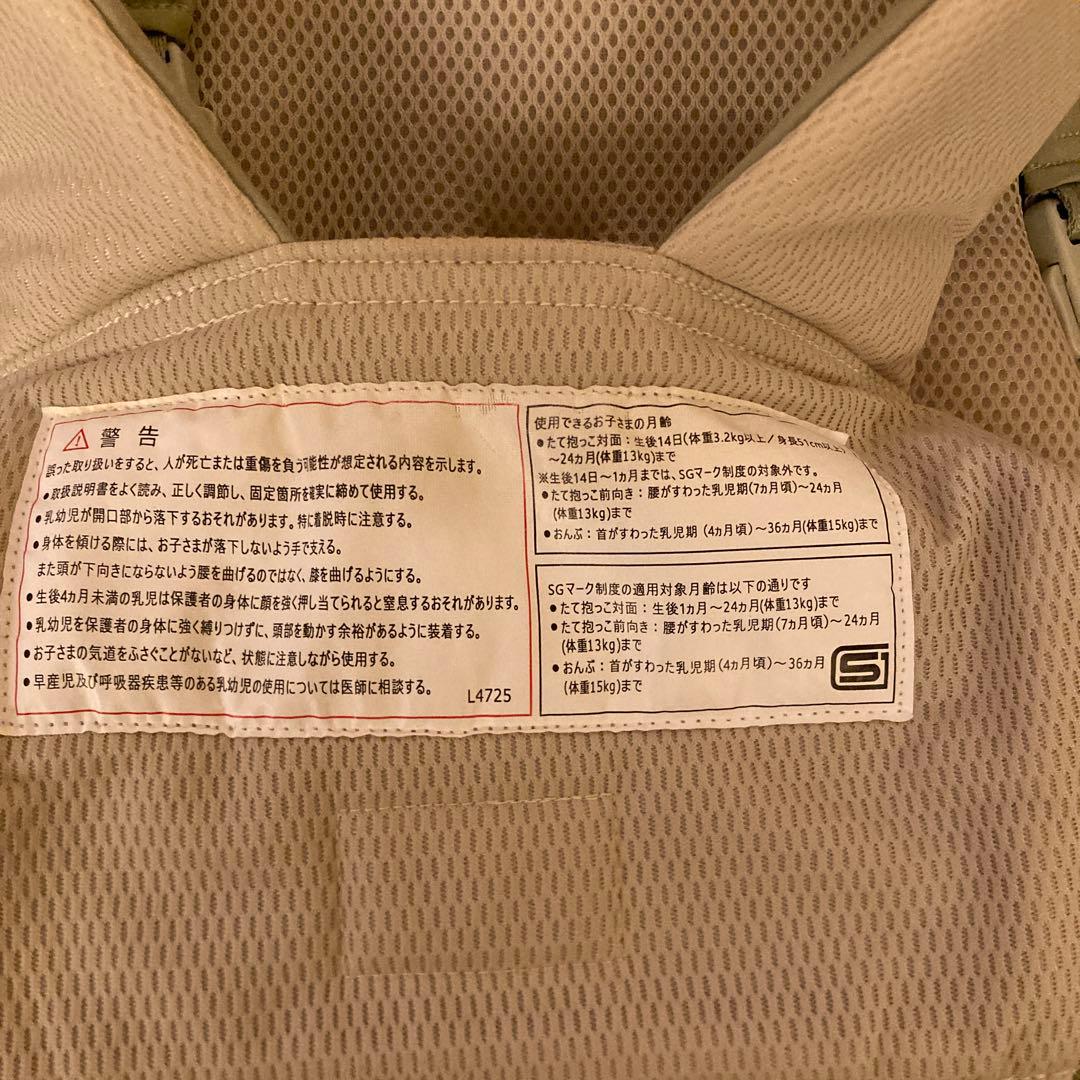 警告
誤った取り扱いをすると、人が死亡または重傷を負う可能性が想定される内容を示します。
●取扱説明書をよく読み、正しく調節し、固定箇所を確実に締めて使用する。
●乳幼児が開口部から落下するおそれがあります。特に着脱時に注意する。
●身体を傾ける際には、お子さまが落下しないよう手で支える。
また頭が下向きにならないよう腰を曲げるのではなく、膝を曲げるようにする。
●生後4ヵ月未満の乳児は保護者の身体に顔を強く押し当てられると窒息するおそれがあります。
●乳幼児を保護者の身体に強く縛りつけずに、頭部を動かす余裕があるように装着する。
●お子さまの気道をふさぐことがないなど、状態に注意しながら使用する。
●早産児及び呼吸器疾患等のある乳幼児の使用については医師に相談する。
L4725
使用できるお子さまの月齢
●たて抱っこ対面：生後14日(体重3.2kg以上/身長51cm以上)
～24ヵ月(体重13kg)まで
※生後14日～1ヵ月までは、SGマーク制度の対象外です。
●たて抱っこ前向き：腰がすわった乳児期(7ヵ月頃)～24ヵ月
(体重13kg)まで
●おんぶ：首がすわった乳児期（4ヵ月頃）～36ヵ月(体重15kg)まで
SGマーク制度の適用対象月齢は以下の通りです
●たて抱っこ対面：生後1ヵ月～24ヵ月(体重13kg)まで
●たて抱っこ前向き：腰がすわった乳児期(7ヵ月頃)～24ヵ月
(体重13kg)まで
●おんぶ：首がすわった乳児期（4ヵ月頃）～36ヵ月
(体重15kg)まで
SG